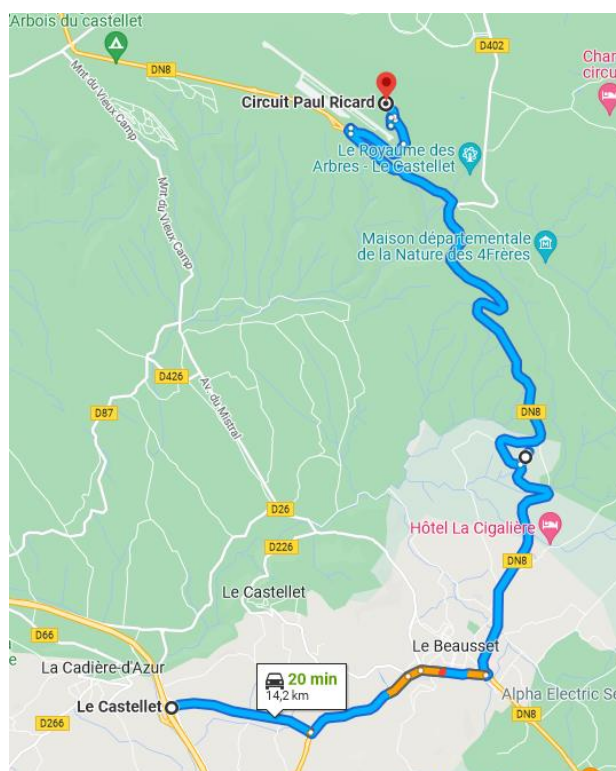 Arbois du castellet
DN8
D402
Chan
circu
Circuit Paul Ricard
Mnt du Vieux Camp
Le Royaume des
Arbres - Le Castellet
Mnt du Vieux Camp
Maison départementale
de la Nature des 4Frères
D426
D87
Av. du Mistral
DN8
D26
Hôtel La Cigalière
D226
DN8
Le Castellet
D66
Le Beausset
La Cadière-d'Azur
20 min
14,2 km
Alpha Electric Se
Le Castellet
D266
DN8